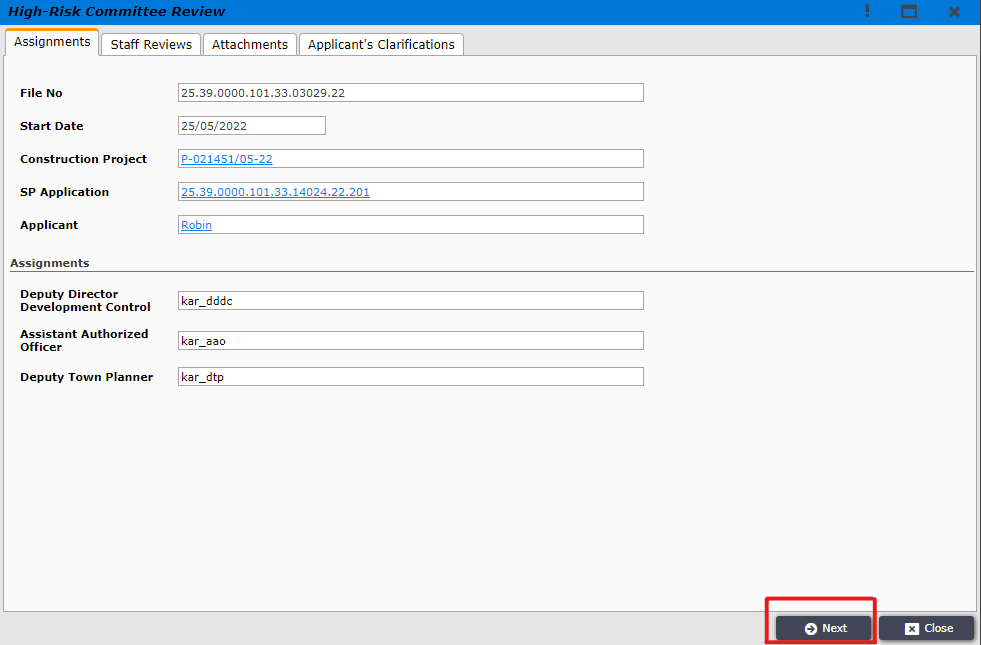 High-Risk Committee Review
Assignments
Staff Reviews
Attachments
Applicant's Clarifications
File No
25.39.0000.101.33.03029.22
Start Date
25/05/2022
Construction Project
P-021451/05-22
SP Application
25.39.0000.101.33.14024.22.201
Applicant
Robin
Assignments
Deputy Director
Development Control
kar_dddc
Assistant Authorized
Officer
kar_aao
Deputy Town Planner
kar_dtp
Next
Close